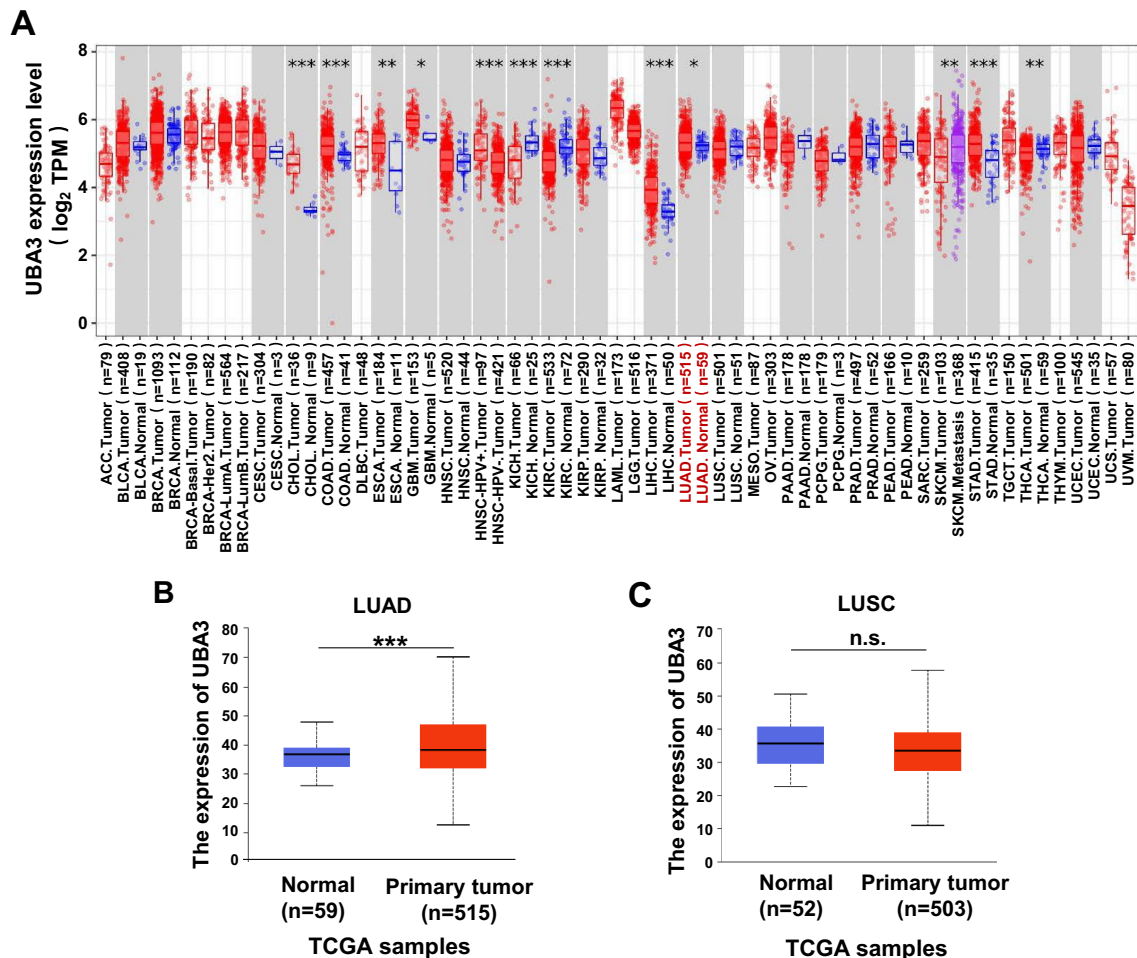 A
*** *** ** * *** *** *** *** * ** *** **
UBA3 expression level
( log2 TPM )
8
6
4
2
0
ACC.Tumor ( n=79)
BLCA.Tumor ( n=408)
BLCA.Normal ( n=19)
BRCA.Tumor ( n=1093)
BRCA.Normal ( n=112)
BRCA-Basal.Tumor ( n=190)
BRCA-Her2.Tumor ( n=82)
BRCA-LumA.Tumor ( n=564)
BRCA-LumB.Tumor ( n=217)
CESC.Tumor ( n=304)
CESC.Normal ( n=3)
CHOL.Tumor ( n=36)
CHOL. Normal ( n=9)
COAD.Tumor ( n=457)
COAD. Normal ( n=41)
DLBC.Tumor ( n=48)
ESCA.Tumor ( n=184)
ESCA. Normal ( n=11)
GBM.Tumor ( n=153)
GBM.Normal ( n=5)
HNSC.Tumor ( n=520)
HNSC.Normal ( n=44)
HNSC-HPV+.Tumor ( n=97)
HNSC-HPV-.Tumor ( n=421)
KICH.Tumor ( n=66)
KICH. Normal ( n=25)
KIRC.Tumor ( n=533)
KIRC. Normal ( n=72)
KIRP.Tumor ( n=290)
KIRP. Normal ( n=32)
LAML.Tumor ( n=173)
LGG.Tumor ( n=516)
LIHC.Tumor ( n=371)
LIHC.Normal ( n=50)
LUAD.Tumor ( n=515)
LUAD. Normal ( n=59)
LUSC.Tumor ( n=501)
LUSC. Normal ( n=51)
MESO.Tumor ( n=87)
OV.Tumor ( n=303)
PAAD.Tumor ( n=178)
PAAD.Normal ( n=178)
PCPG.Tumor ( n=179)
PCPG.Normal ( n=3)
PRAD.Tumor ( n=497)
PRAD.Normal ( n=52)
PEAD.Tumor ( n=166)
PEAD.Normal ( n=10)
SARC.Tumor ( n=259)
SKCM.Tumor ( n=103)
SKCM.Metastasis ( n=368)
STAD.Tumor ( n=415)
STAD.Normal ( n=35)
TGCT.Tumor ( n=150)
THCA.Tumor ( n=501)
THCA. Normal ( n=59)
THYM.Tumor ( n=100)
UCEC.Tumor ( n=545)
UCEC.Normal ( n=35)
UCS.Tumor ( n=57)
UVM.Tumor ( n=80)
B
LUAD
The expression of UBA3
80
70
60
50
40
30
20
10
0
***
Normal
(n=59)
Primary tumor
(n=515)
TCGA samples
C
LUSC
The expression of UBA3
70
60
50
40
30
20
10
0
n.s.
Normal
(n=52)
Primary tumor
(n=503)
TCGA samples